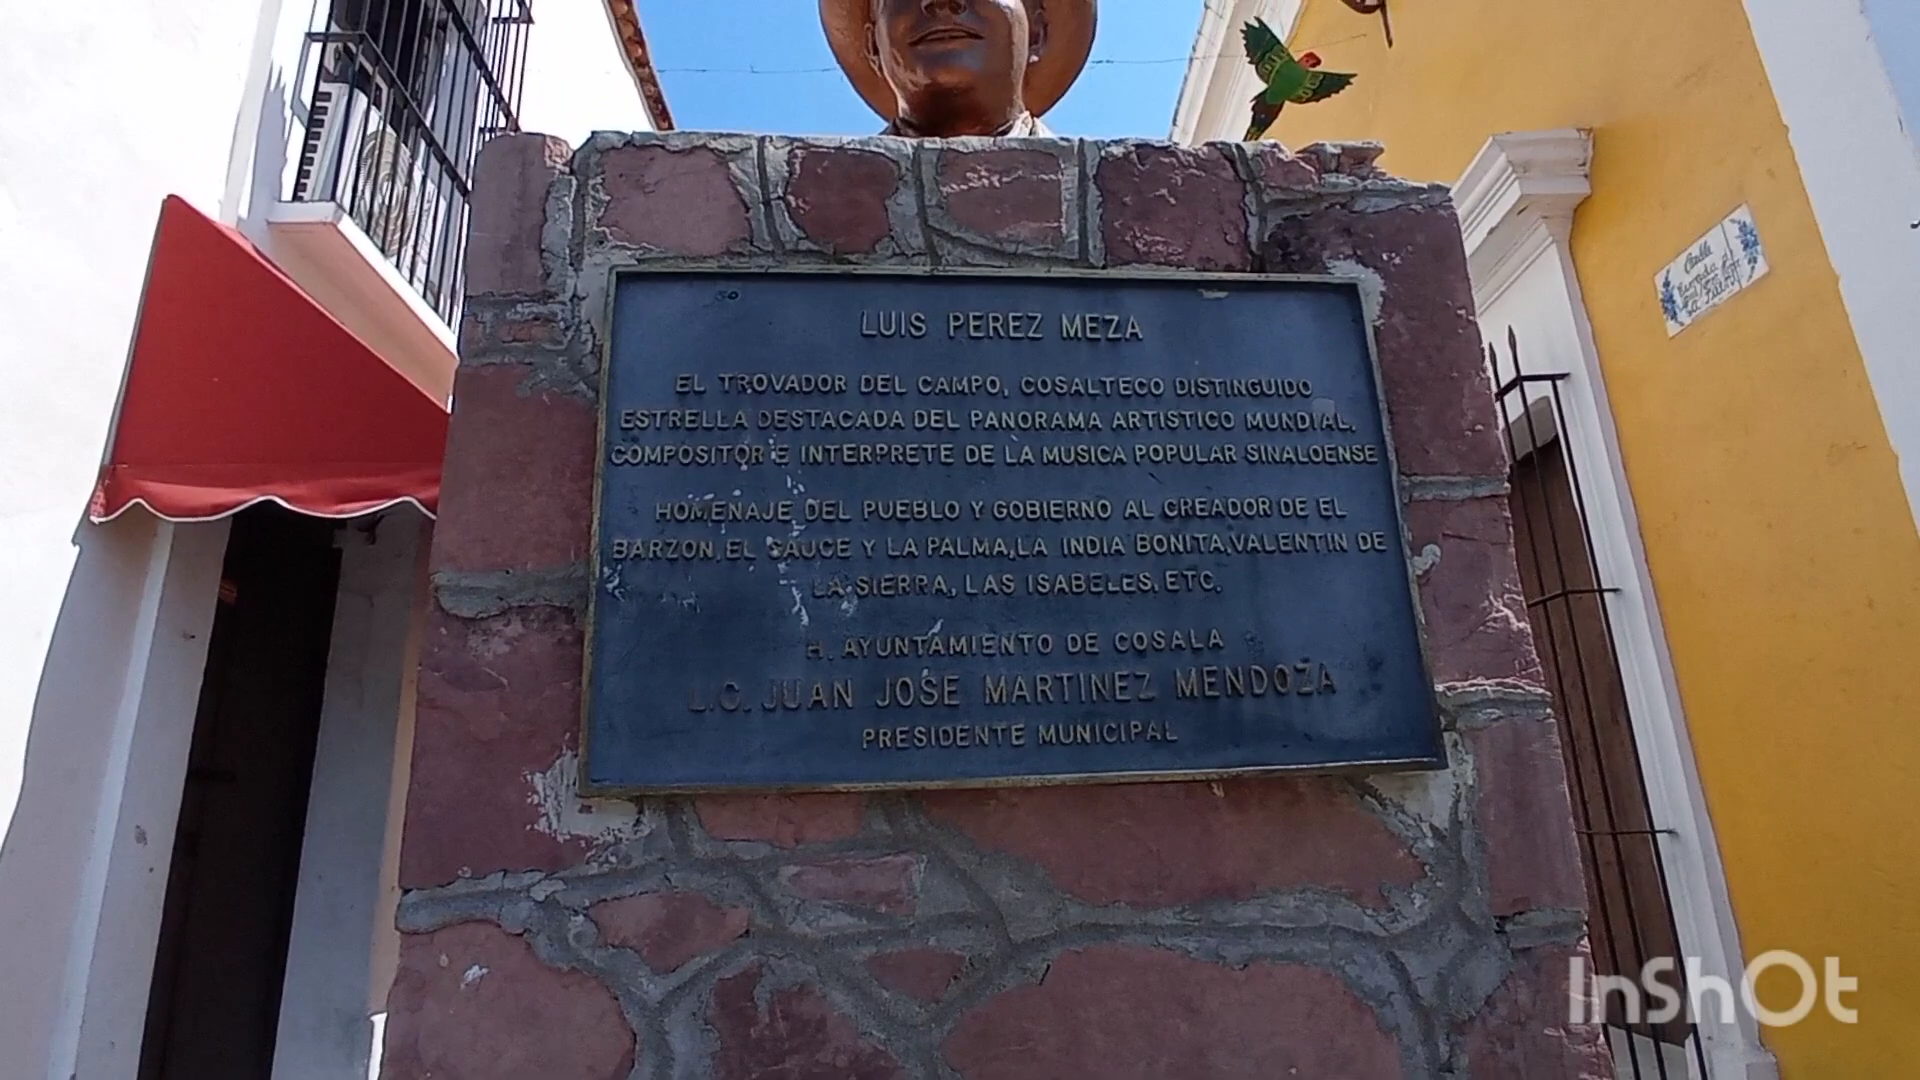 LUIS PEREZ MEZA
EL TROVADOR DEL CAMPO, COSALTECO DISTINGUIDO
ESTRELLA DESTACADA DEL PANORAMA ARTISTICO MUNDIAL,
COMPOSITOR E INTERPRETE DE LA MUSICA POPULAR SINALOENSE
HOMENAJE DEL PUEBLO Y GOBIERNO AL CREADOR DE EL
BARZON, EL SAUCE Y LA PALMA, LA INDIA BONITA, VALENTIN DE
LA SIERRA, LAS ISABELES, ETC.
H. AYUNTAMIENTO DE COSALA
LIC. JUAN JOSE MARTINEZ MENDOZA
PRESIDENTE MUNICIPAL
Calle
InShOt